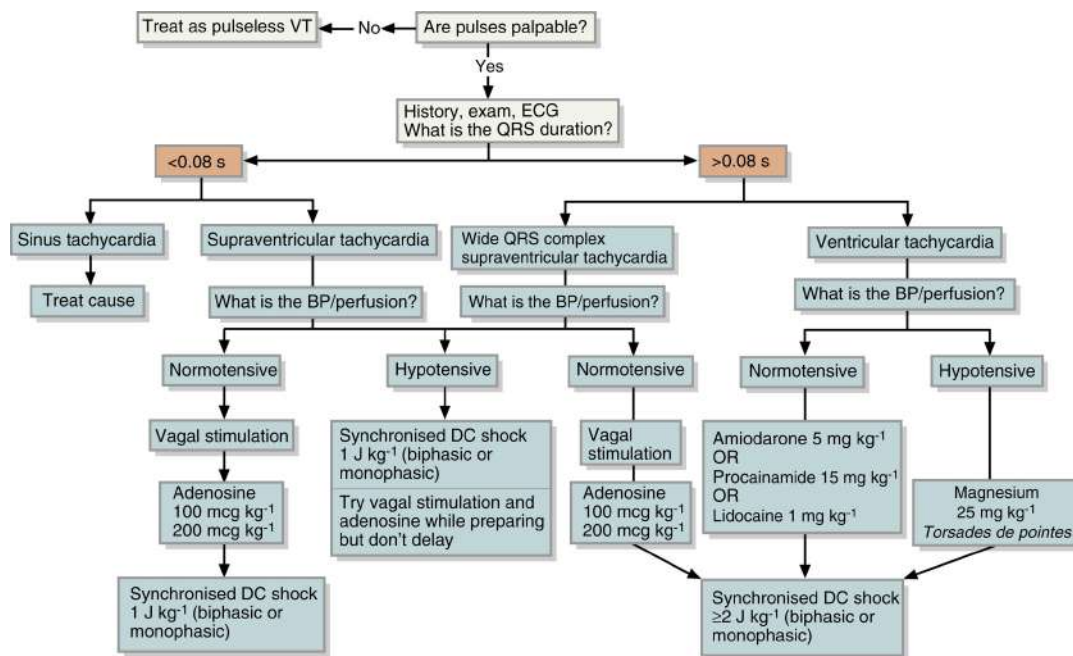 Treat as pulseless VT
No
Are pulses palpable?
Yes
History, exam, ECG
What is the QRS duration?
<0.08 s
>0.08 s
Sinus tachycardia
Supraventricular tachycardia
Wide QRS complex
supraventricular tachycardia
Ventricular tachycardia
Treat cause
What is the BP/perfusion?
What is the BP/perfusion?
What is the BP/perfusion?
Normotensive
Hypotensive
Normotensive
Normotensive
Hypotensive
Vagal stimulation
Synchronised DC shock
1 J kg⁻¹ (biphasic or
monophasic)
Try vagal stimulation and
adenosine while preparing
but don't delay
Vagal
stimulation
Amiodarone 5 mg kg⁻¹
OR
Procainamide 15 mg kg⁻¹
OR
Lidocaine 1 mg kg⁻¹
Adenosine
100 mcg kg⁻¹
200 mcg kg⁻¹
Adenosine
100 mcg kg⁻¹
200 mcg kg⁻¹
Magnesium
25 mg kg⁻¹
Torsades de pointes
Synchronised DC shock
1 J kg⁻¹ (biphasic or
monophasic)
Synchronised DC shock
≥2 J kg⁻¹ (biphasic or
monophasic)